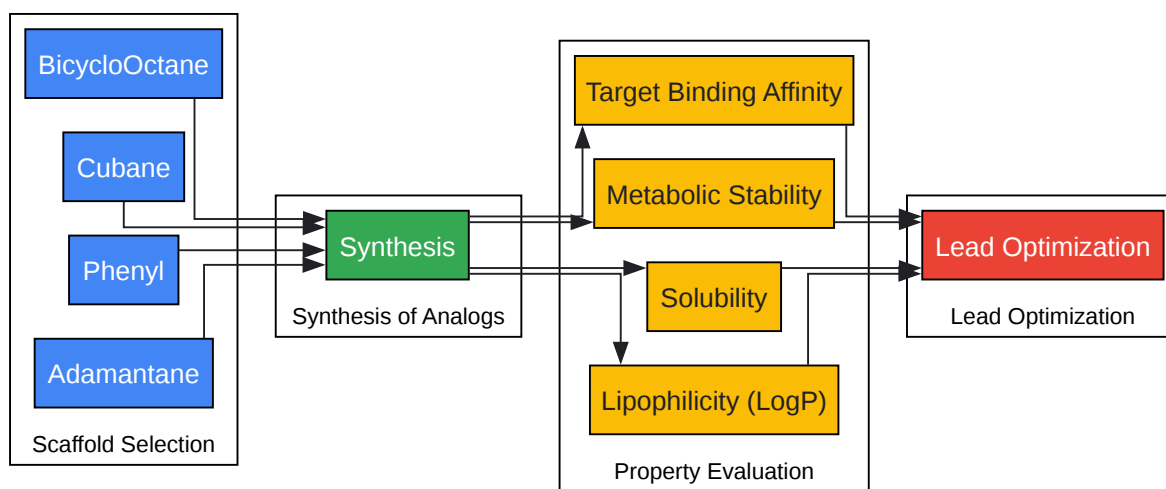 BicycloOctane
Cubane
Phenyl
Adamantane
Scaffold Selection
Synthesis
Synthesis of Analogs
Target Binding Affinity
Metabolic Stability
Solubility
Lipophilicity (LogP)
Property Evaluation
Lead Optimization
Lead Optimization